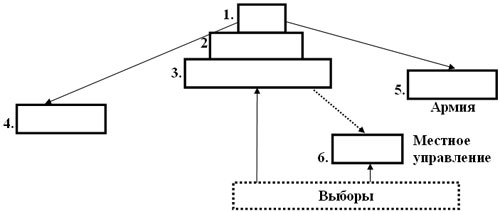 1.
2
3.
4.
5.
Армия
Местное
управление
6.
Выборы